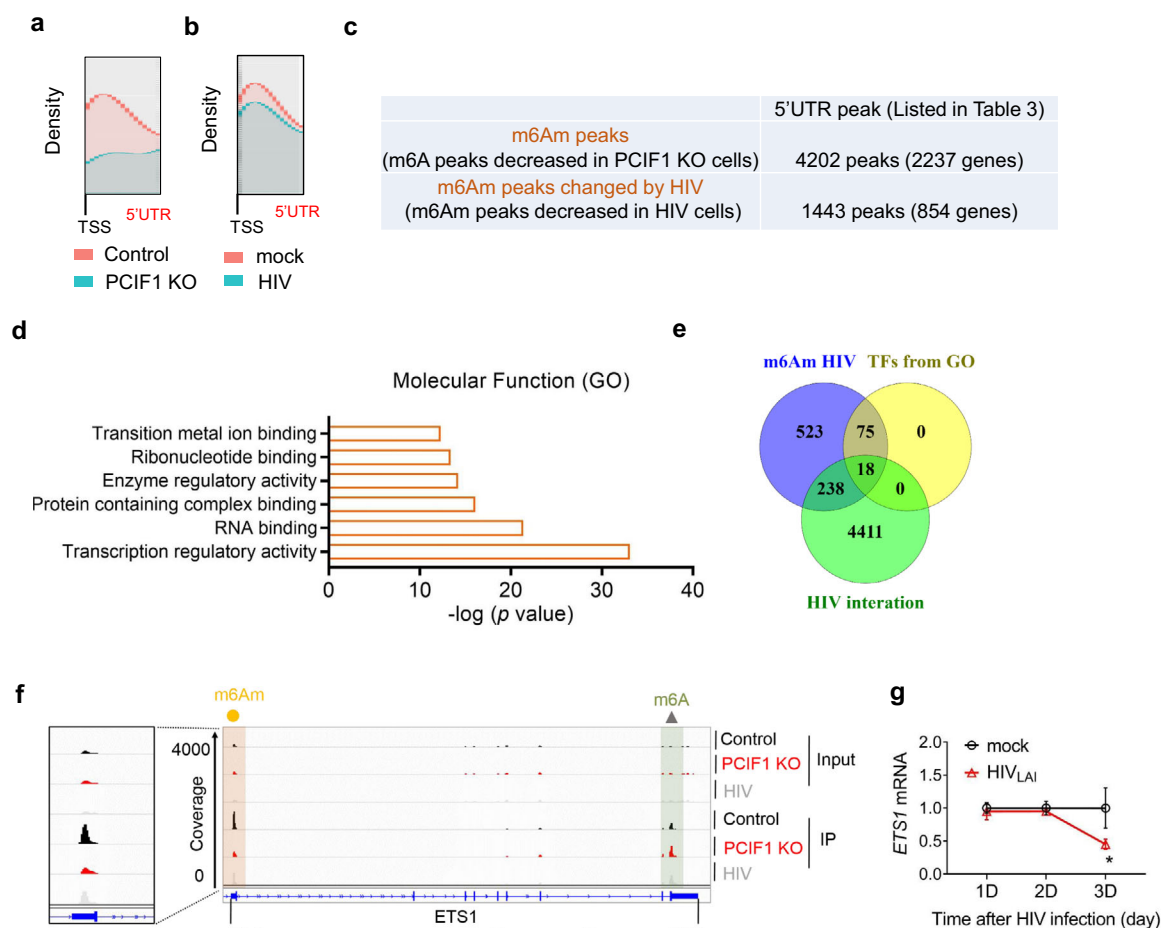 a
b
c
Density
TSS
5'UTR
Control
PCIF1 KO
Density
TSS
5'UTR
mock
HIV
5'UTR peak (Listed in Table 3)
m6Am peaks
(m6A peaks decreased in PCIF1 KO cells)
4202 peaks (2237 genes)
m6Am peaks changed by HIV
(m6Am peaks decreased in HIV cells)
1443 peaks (854 genes)
d
Molecular Function (GO)
Transition metal ion binding
Ribonucleotide binding
Enzyme regulatory activity
Protein containing complex binding
RNA binding
Transcription regulatory activity
0 10 20 30 40
-log (p value)
e
m6Am HIV
TFs from GO
523
75
0
18
238
0
4411
HIV interation
f
m6Am
m6A
4000
Coverage
0
Control
PCIF1 KO
HIV
Input
Control
PCIF1 KO
HIV
IP
ETS1
g
mock
HIVLAI
ETS1 mRNA
2.0
1.5
1.0
0.5
0
*
1D 2D 3D
Time after HIV infection (day)